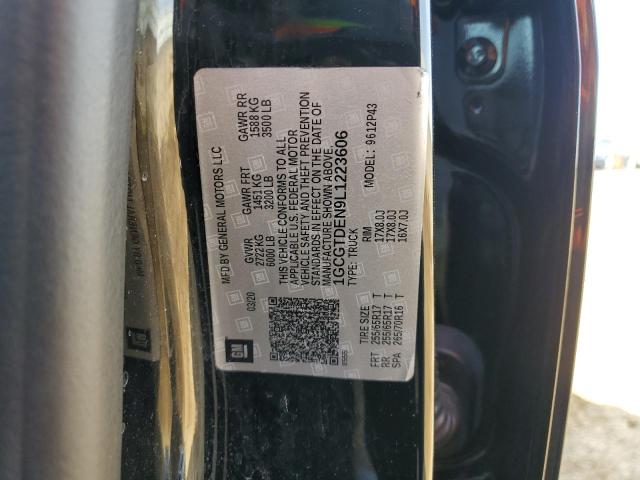 MFD BY GENERAL MOTORS LLC
03/20
GVWR
2722KG
6000 LB
GAWR FRT
1451 KG
3200 LB
GAWR RR
1588 KG
3500 LB
THIS VEHICLE CONFORMS TO ALL
APPLICABLE U.S. FEDERAL MOTOR
VEHICLE SAFETY AND THEFT PREVENTION
STANDARDS IN EFFECT ON THE DATE OF
MANUFACTURE SHOWN ABOVE.
1GCGTDEN9L1223606
TYPE: TRUCK
MODEL: 9612P43
TIRE SIZE RIM
FRT 255/65R17 T 17X8.0J
RR 255/65R17 T 17X8.0J
SPA 265/70R16 T 16X7.0J
GM